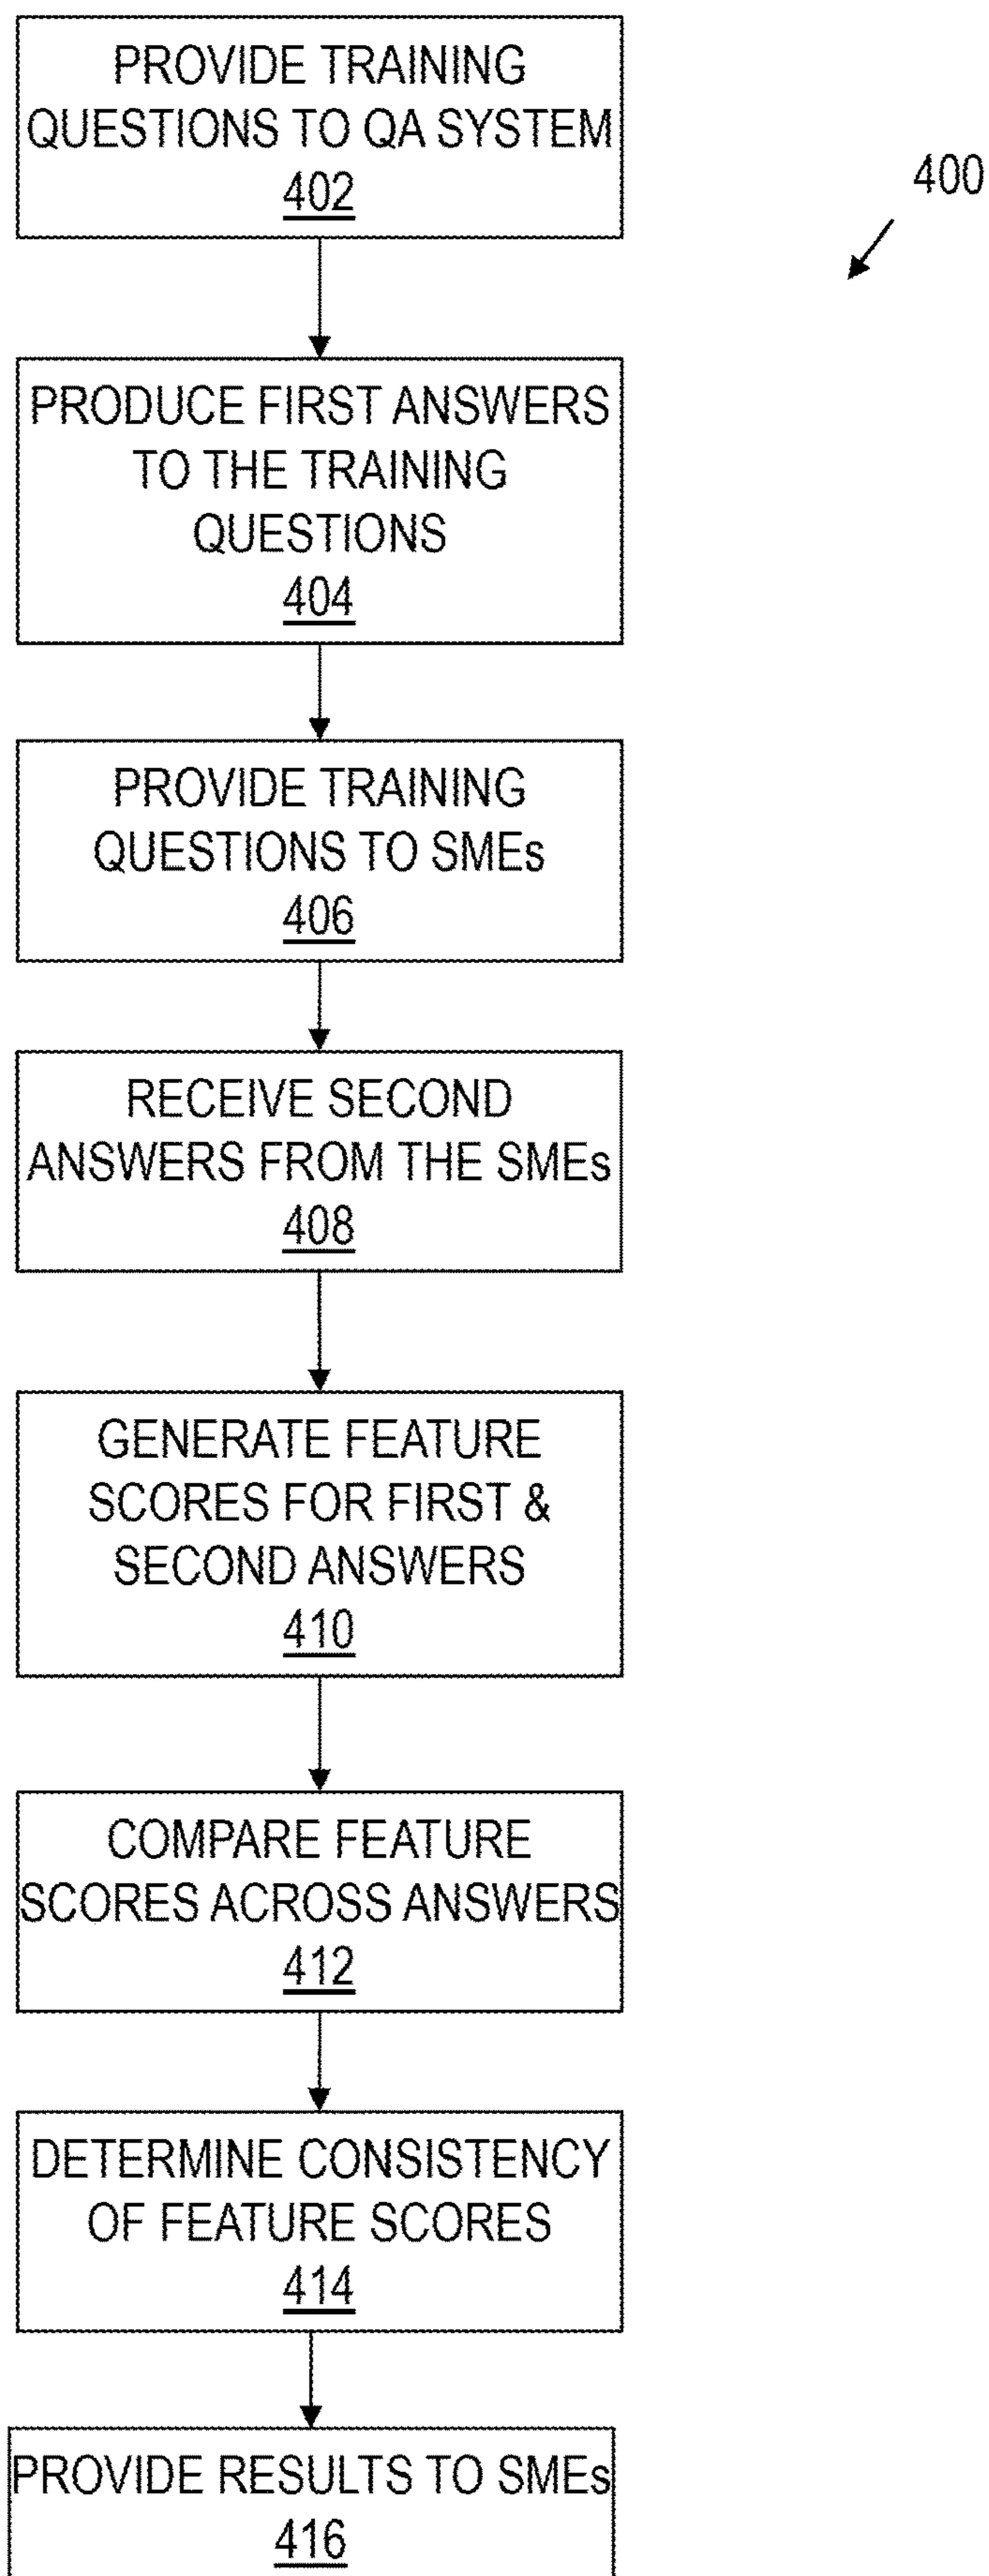 PROVIDE TRAINING
QUESTIONS TO QA SYSTEM
402
400
PRODUCE FIRST ANSWERS
TO THE TRAINING
QUESTIONS
404
PROVIDE TRAINING
QUESTIONS TO SMEs
406
RECEIVE SECOND
ANSWERS FROM THE SMEs
408
GENERATE FEATURE
SCORES FOR FIRST &
SECOND ANSWERS
410
COMPARE FEATURE
SCORES ACROSS ANSWERS
412
DETERMINE CONSISTENCY
OF FEATURE SCORES
414
PROVIDE RESULTS TO SMEs
416